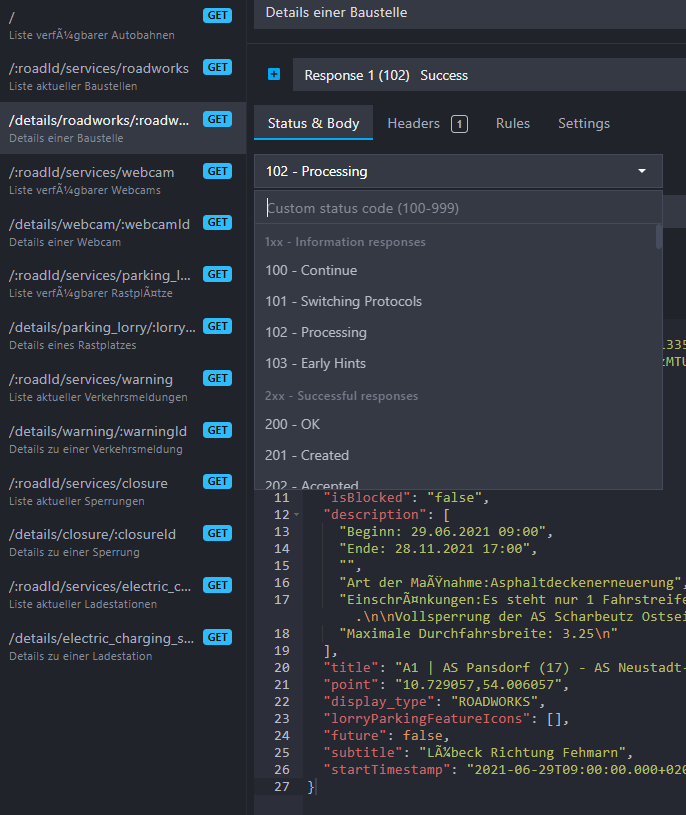 / GET
Liste verfÃ¼gbarer Autobahnen
/:roadId/services/roadworks GET
Liste aktueller Baustellen
/details/roadworks/:roadw... GET
Details einer Baustelle
/:roadId/services/webcam GET
Liste verfÃ¼gbarer Webcams
/details/webcam/:webcamId GET
Details einer Webcam
/:roadId/services/parking_l... GET
Liste verfÃ¼gbarer RastplÃ¤tze
/details/parking_lorry/:lorry... GET
Details eines Rastplatzes
/:roadId/services/warning GET
Liste aktueller Verkehrsmeldungen
/details/warning/:warningId GET
Details zu einer Verkehrsmeldung
/:roadId/services/closure GET
Liste aktueller Sperrungen
/details/closure/:closureId GET
Details zu einer Sperrung
/:roadId/services/electric_c... GET
Liste aktueller Ladestationen
/details/electric_charging_s... GET
Details zu einer Ladestation
Details einer Baustelle
Response 1 (102) Success
Status & Body Headers 1 Rules Settings
102 - Processing
Custom status code (100-999)
1xx - Information responses
100 - Continue
101 - Switching Protocols
102 - Processing
103 - Early Hints
2xx - Successful responses
200 - OK
201 - Created
202 - Accepted
11 "isBlocked": "false",
12 "description": [
13 "Beginn: 29.06.2021 09:00",
14 "Ende: 28.11.2021 17:00",
15 "",
16 "Art der MaÃŸnahme:Asphaltdeckenerneuerung",
17 "EinschrÃ¤nkungen:Es steht nur 1 Fahrstreife
.\n\nVollsperrung der AS Scharbeutz Ostsei
18 "Maximale Durchfahrsbreite: 3.25\n"
19 ],
20 "title": "A1 | AS Pansdorf (17) - AS Neustadt-
21 "point": "10.729057,54.006057",
22 "display_type": "ROADWORKS",
23 "lorryParkingFeatureIcons": [],
24 "future": false,
25 "subtitle": "LÃ¼beck Richtung Fehmarn",
26 "startTimestamp": "2021-06-29T09:00:00.000+020
27 }